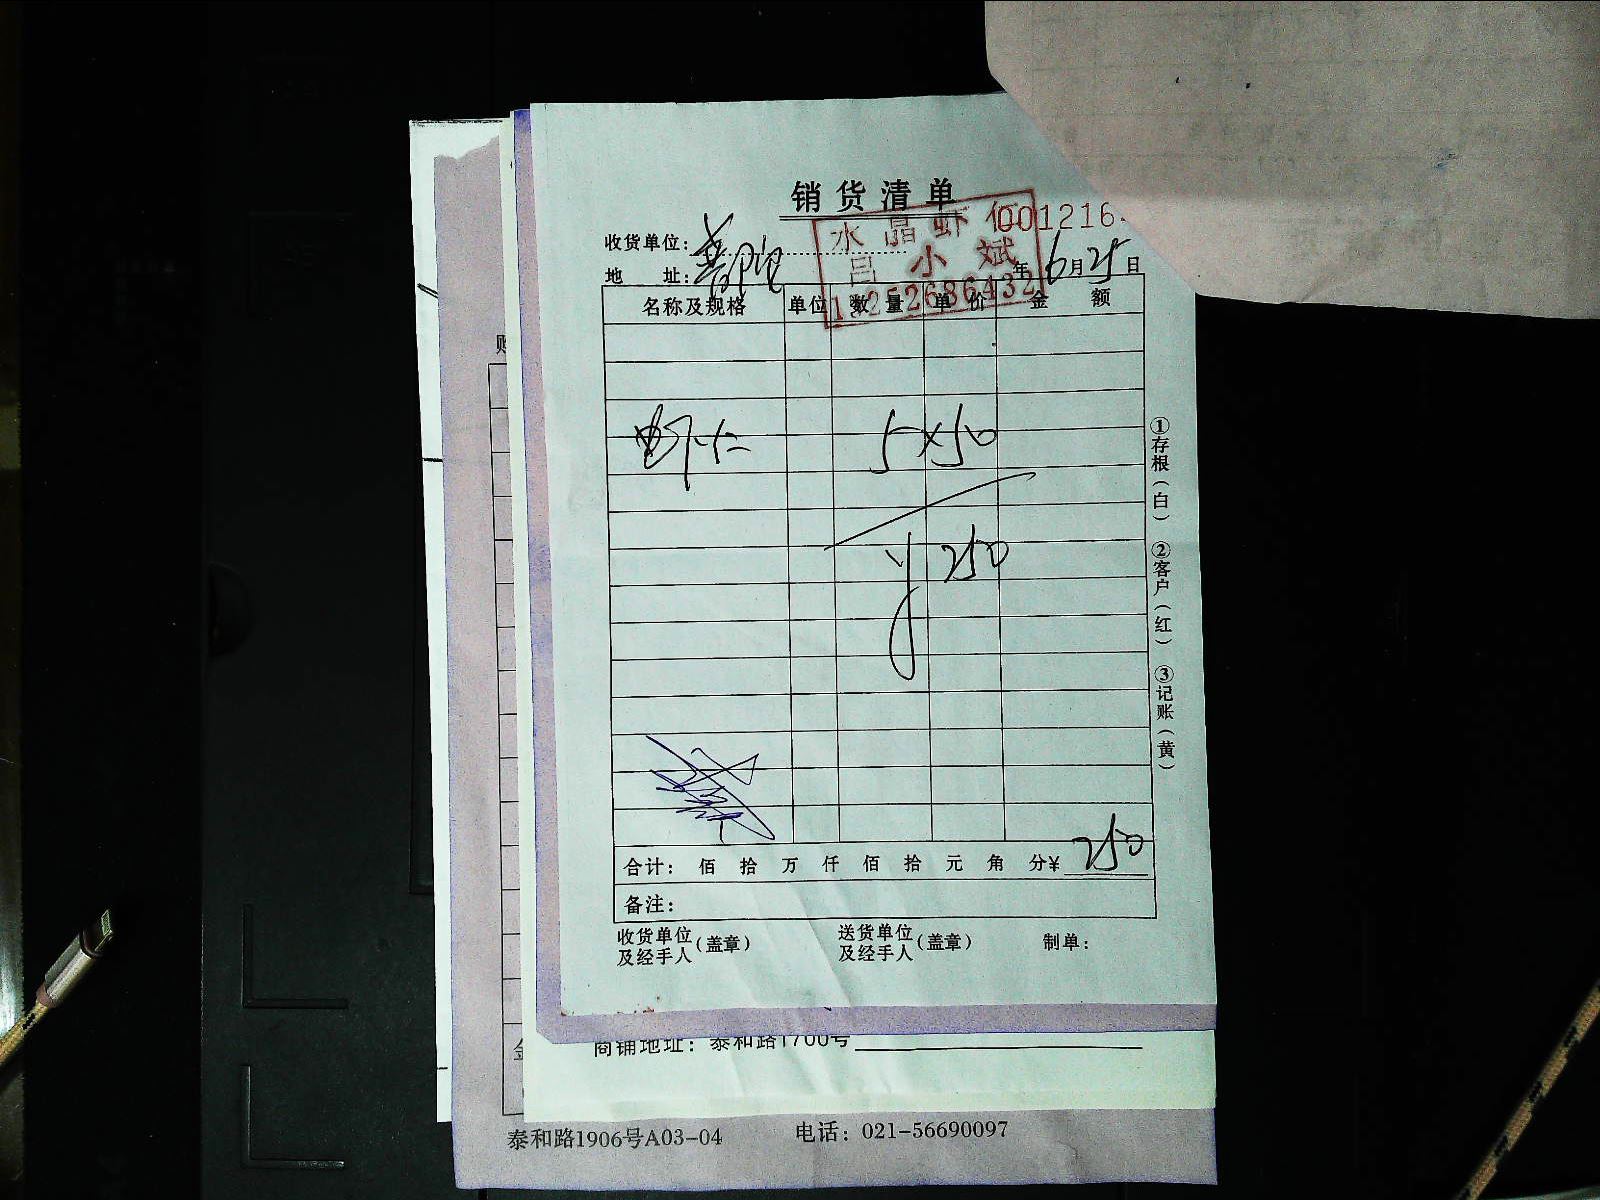 销货清单
001216
水晶虾仁
吕小斌
收货单位:
地 址: 年 6月25日
名称及规格 单位 数量 单价 金额
虾仁 5×50
¥250
合计: 佰 拾 万 仟 佰 拾 元 角 分¥ 250
备注:
收货单位及经手人(盖章) 送货单位及经手人(盖章) 制单:
①存根(白) ②客户(红) ③记账(黄)
商铺地址: 泰和路1700号
泰和路1906号A03-04 电话: 021-56690097